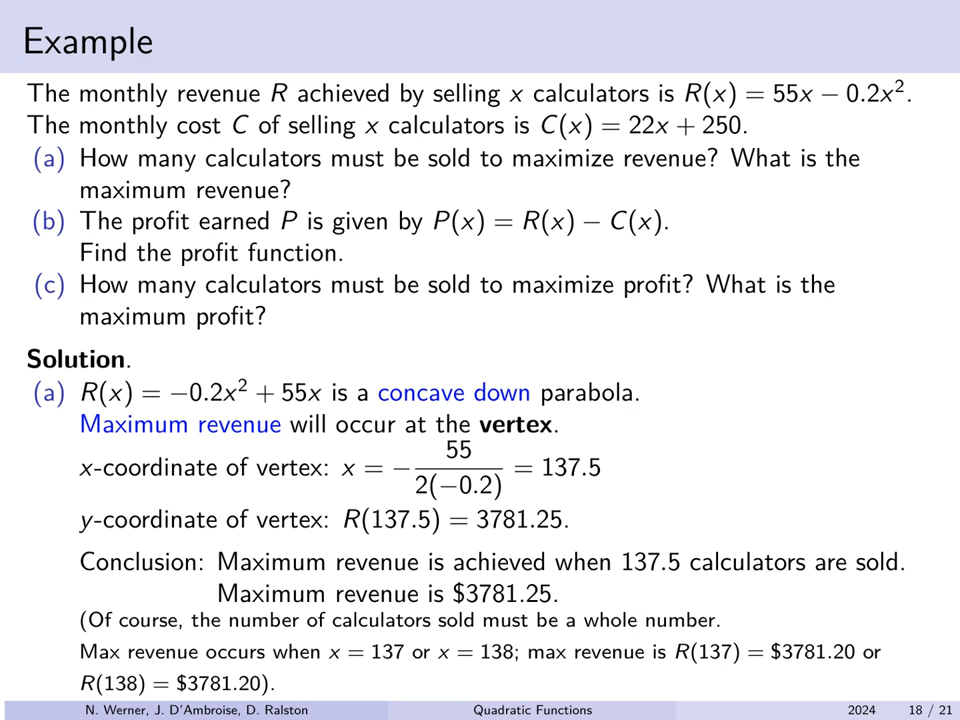 Example
The monthly revenue R achieved by selling x calculators is R(x) = 55x − 0.2x².
The monthly cost C of selling x calculators is C(x) = 22x + 250.
(a) How many calculators must be sold to maximize revenue? What is the
maximum revenue?
(b) The profit earned P is given by P(x) = R(x) − C(x).
Find the profit function.
(c) How many calculators must be sold to maximize profit? What is the
maximum profit?
Solution.
(a) R(x) = −0.2x² + 55x is a concave down parabola.
Maximum revenue will occur at the vertex.
x-coordinate of vertex: x = − 55 / 2(−0.2) = 137.5
y-coordinate of vertex: R(137.5) = 3781.25.
Conclusion: Maximum revenue is achieved when 137.5 calculators are sold.
Maximum revenue is $3781.25.
(Of course, the number of calculators sold must be a whole number.
Max revenue occurs when x = 137 or x = 138; max revenue is R(137) = $3781.20 or
R(138) = $3781.20).
N. Werner, J. D'Ambroise, D. Ralston Quadratic Functions 2024 18 / 21